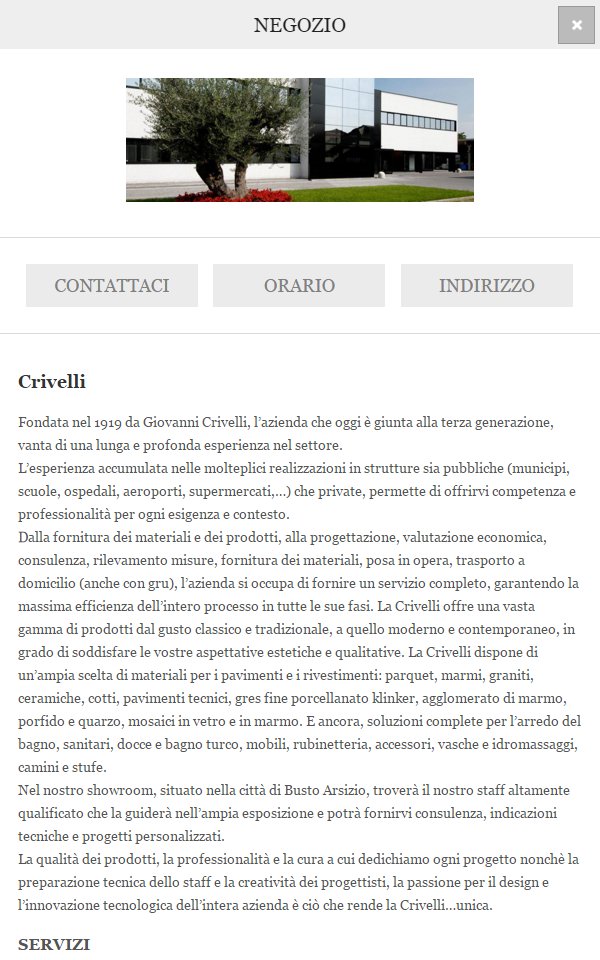 NEGOZIO
×
CONTATTACI
ORARIO
INDIRIZZO
Crivelli
Fondata nel 1919 da Giovanni Crivelli, l’azienda che oggi è giunta alla terza generazione,
vanta di una lunga e profonda esperienza nel settore.
L’esperienza accumulata nelle molteplici realizzazioni in strutture sia pubbliche (municipi,
scuole, ospedali, aeroporti, supermercati,...) che private, permette di offrirvi competenza e
professionalità per ogni esigenza e contesto.
Dalla fornitura dei materiali e dei prodotti, alla progettazione, valutazione economica,
consulenza, rilevamento misure, fornitura dei materiali, posa in opera, trasporto a
domicilio (anche con gru), l’azienda si occupa di fornire un servizio completo, garantendo la
massima efficienza dell’intero processo in tutte le sue fasi. La Crivelli offre una vasta
gamma di prodotti dal gusto classico e tradizionale, a quello moderno e contemporaneo, in
grado di soddisfare le vostre aspettative estetiche e qualitative. La Crivelli dispone di
un’ampia scelta di materiali per i pavimenti e i rivestimenti: parquet, marmi, graniti,
ceramiche, cotti, pavimenti tecnici, gres fine porcellanato klinker, agglomerato di marmo,
porfido e quarzo, mosaici in vetro e in marmo. E ancora, soluzioni complete per l’arredo del
bagno, sanitari, docce e bagno turco, mobili, rubinetteria, accessori, vasche e idromassaggi,
camini e stufe.
Nel nostro showroom, situato nella città di Busto Arsizio, troverà il nostro staff altamente
qualificato che la guiderà nell’ampia esposizione e potrà fornirvi consulenza, indicazioni
tecniche e progetti personalizzati.
La qualità dei prodotti, la professionalità e la cura a cui dedichiamo ogni progetto nonchè la
preparazione tecnica dello staff e la creatività dei progettisti, la passione per il design e
l’innovazione tecnologica dell’intera azienda è ciò che rende la Crivelli...unica.
SERVIZI